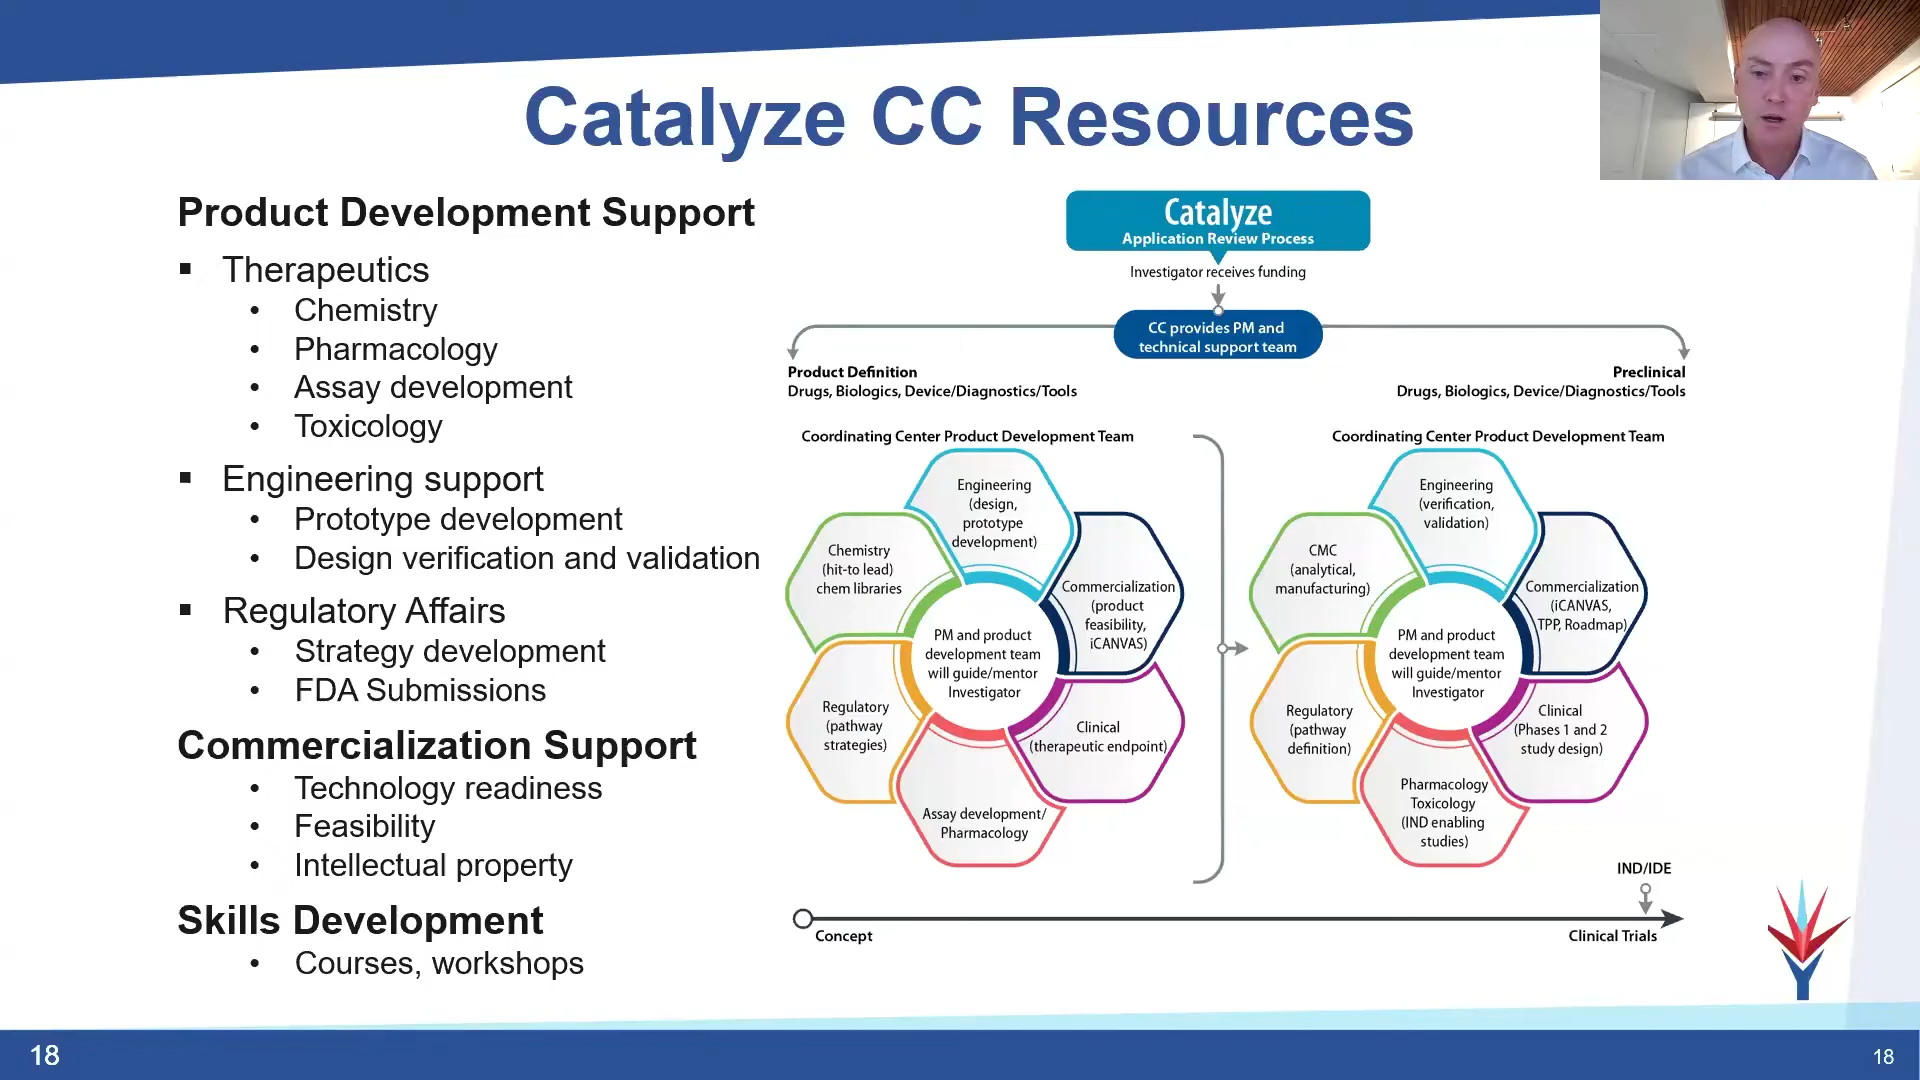 Catalyze CC Resources
Product Development Support
▪ Therapeutics
• Chemistry
• Pharmacology
• Assay development
• Toxicology
▪ Engineering support
• Prototype development
• Design verification and validation
▪ Regulatory Affairs
• Strategy development
• FDA Submissions
Commercialization Support
• Technology readiness
• Feasibility
• Intellectual property
Skills Development
• Courses, workshops
Catalyze
Application Review Process
Investigator receives funding
CC provides PM and
technical support team
Product Definition
Drugs, Biologics, Device/Diagnostics/Tools
Coordinating Center Product Development Team
Engineering
(design,
prototype
development)
Chemistry
(hit-to lead)
chem libraries
Commercialization
(product
feasibility,
iCANVAS)
PM and product
development team
will guide/mentor
Investigator
Regulatory
(pathway
strategies)
Clinical
(therapeutic endpoint)
Assay development/
Pharmacology
Preclinical
Drugs, Biologics, Device/Diagnostics/Tools
Coordinating Center Product Development Team
Engineering
(verification,
validation)
CMC
(analytical,
manufacturing)
Commercialization
(iCANVAS,
TPP, Roadmap)
PM and product
development team
will guide/mentor
Investigator
Regulatory
(pathway
definition)
Clinical
(Phases 1 and 2
study design)
Pharmacology
Toxicology
(IND enabling
studies)
IND/IDE
Concept
Clinical Trials
18
18